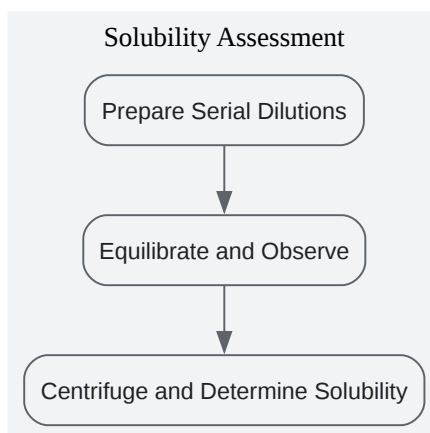 Solubility Assessment
Prepare Serial Dilutions
Equilibrate and Observe
Centrifuge and Determine Solubility